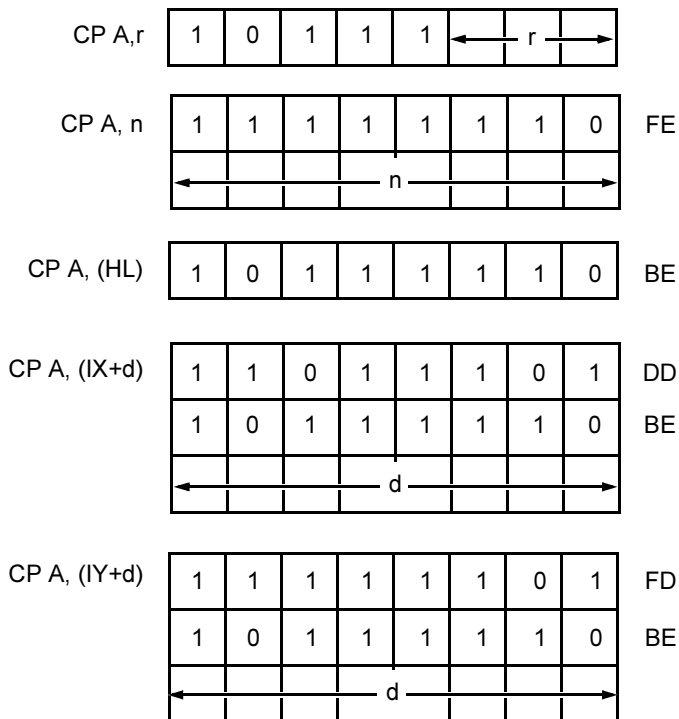 CP A,r 1 0 1 1 1 r
CP A, n 1 1 1 1 1 1 1 0 FE
n
CP A, (HL) 1 0 1 1 1 1 1 0 BE
CP A, (IX+d) 1 1 0 1 1 1 0 1 DD
1 0 1 1 1 1 1 0 BE
d
CP A, (IY+d) 1 1 1 1 1 1 0 1 FD
1 0 1 1 1 1 1 0 BE
d